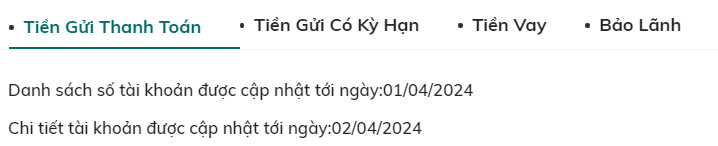 • Tiền Gửi Thanh Toán • Tiền Gửi Có Kỳ Hạn • Tiền Vay • Bảo Lãnh
Danh sách số tài khoản được cập nhật tới ngày:01/04/2024
Chi tiết tài khoản được cập nhật tới ngày:02/04/2024